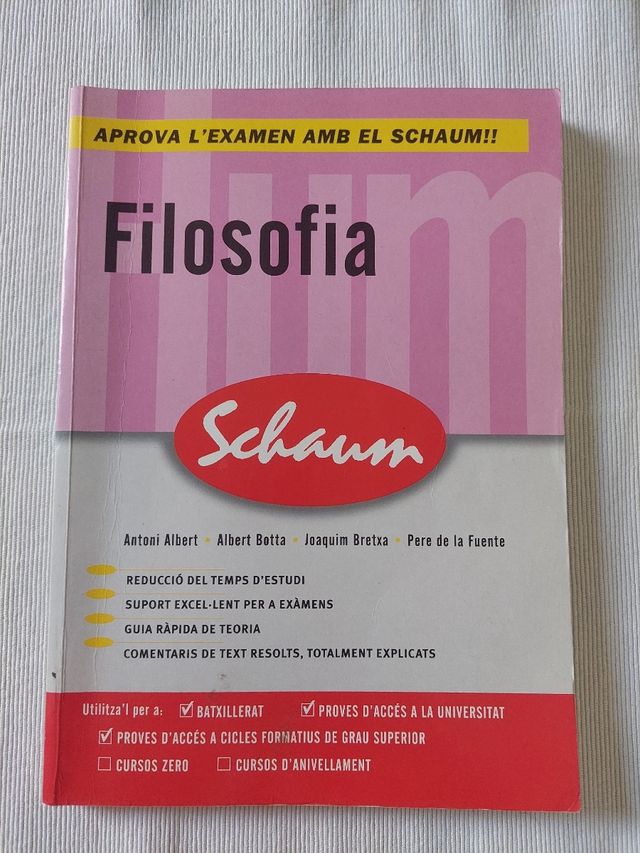 APROVA L'EXAMEN AMB EL SCHAUM!!
Filosofia
Schaum
Antoni Albert • Albert Botta • Joaquim Bretxa • Pere de la Fuente
REDUCCIÓ DEL TEMPS D'ESTUDI
SUPORT EXCEL·LENT PER A EXÀMENS
GUIA RÀPIDA DE TEORIA
COMENTARIS DE TEXT RESOLTS, TOTALMENT EXPLICATS
Utilitza'l per a: ☑ BATXILLERAT ☑ PROVES D'ACCÉS A LA UNIVERSITAT
☑ PROVES D'ACCÉS A CICLES FORMATIUS DE GRAU SUPERIOR
☐ CURSOS ZERO ☐ CURSOS D'ANIVELLAMENT